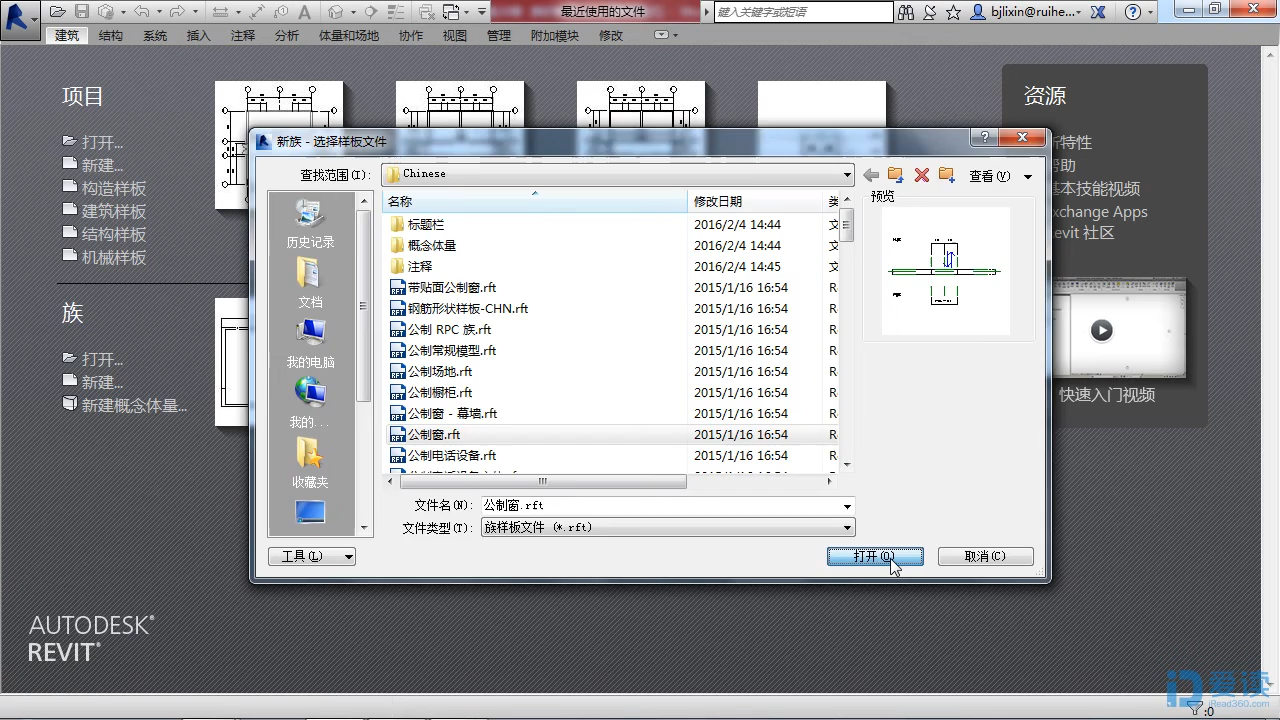 最近使用的文件
键入关键字或短语
bjlixin@ruihe...
建筑 结构 系统 插入 注释 分析 体量和场地 协作 视图 管理 附加模块 修改
项目
打开...
新建...
构造样板
建筑样板
结构样板
机械样板
族
打开...
新建...
新建概念体量...
AUTODESK®
REVIT®
新族 - 选择样板文件
查找范围(I):
Chinese
查看(V)
历史记录
文档
我的电脑
我的...
收藏夹
名称 修改日期
标题栏 2016/2/4 14:44 文
概念体量 2016/2/4 14:44 文
注释 2016/2/4 14:45 文
带贴面公制窗.rft 2015/1/16 16:54 R
钢筋形状样板-CHN.rft 2015/1/16 16:54 R
公制 RPC 族.rft 2015/1/16 16:54 R
公制常规模型.rft 2015/1/16 16:54 R
公制场地.rft 2015/1/16 16:54 R
公制橱柜.rft 2015/1/16 16:54 R
公制窗 - 幕墙.rft 2015/1/16 16:54 R
公制窗.rft 2015/1/16 16:54 R
公制电话设备.rft 2015/1/16 16:54 R
预览
文件名(N): 公制窗.rft
文件类型(T): 族样板文件 (*.rft)
工具(L)
打开(O)
取消(C)
资源
特性
帮助
基本技能视频
xchange Apps
evit 社区
快速入门视频
爱读
iRead360.com
:0